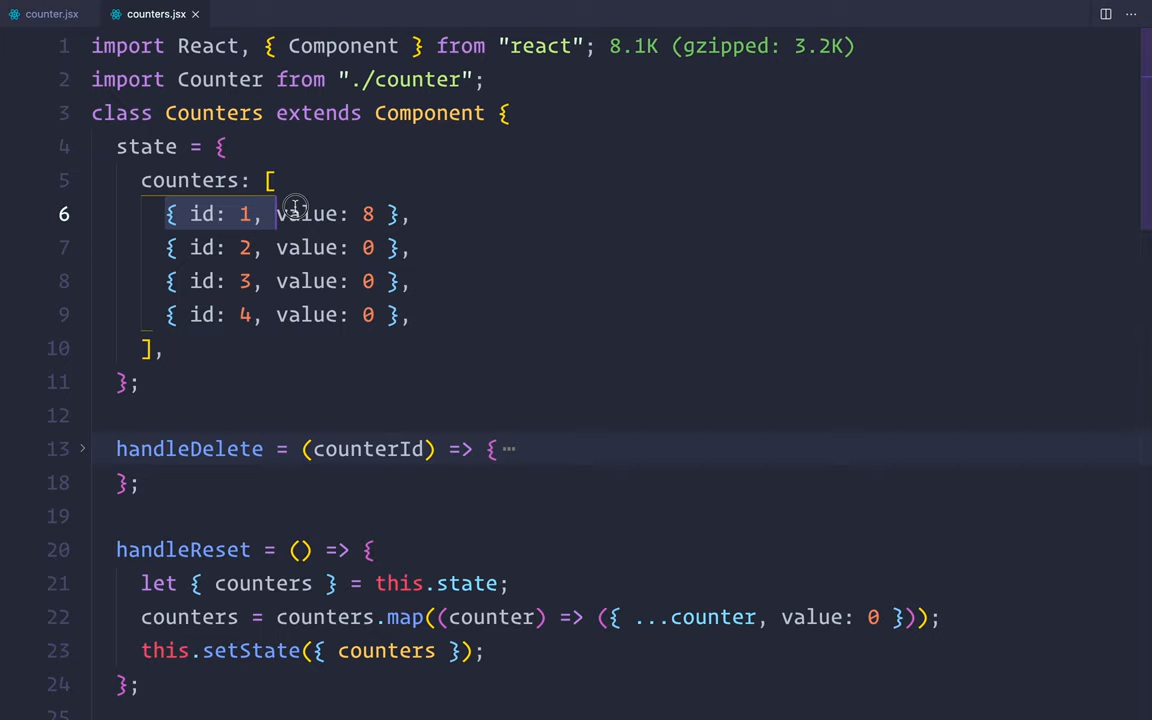 counter.jsx counters.jsx ×
1 import React, { Component } from "react"; 8.1K (gzipped: 3.2K)
2 import Counter from "./counter";
3 class Counters extends Component {
4 state = {
5 counters: [
6 { id: 1, value: 8 },
7 { id: 2, value: 0 },
8 { id: 3, value: 0 },
9 { id: 4, value: 0 },
10 ],
11 };
12
13 handleDelete = (counterId) => { ⋯
18 };
19
20 handleReset = () => {
21 let { counters } = this.state;
22 counters = counters.map((counter) => ({ ...counter, value: 0 }));
23 this.setState({ counters });
24 };
25